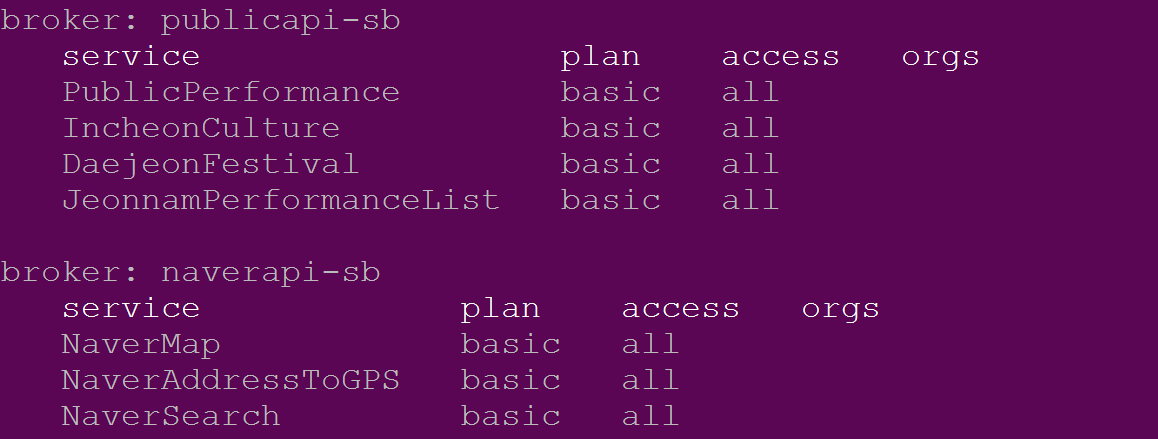 broker: publicapi-sb
   service                  plan    access   orgs
   PublicPerformance        basic   all
   IncheonCulture           basic   all
   DaejeonFestival          basic   all
   JeonnamPerformanceList   basic   all

broker: naverapi-sb
   service             plan    access   orgs
   NaverMap            basic   all
   NaverAddressToGPS   basic   all
   NaverSearch         basic   all